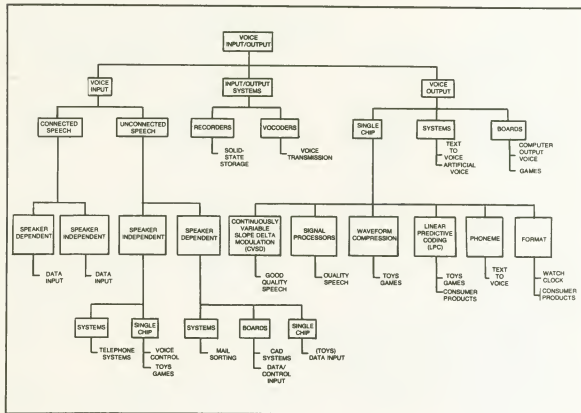 VOICE
INPUT/OUTPUT
VOICE
INPUT
INPUT/OUTPUT
SYSTEMS
VOICE
OUTPUT
CONNECTED
SPEECH
UNCONNECTED
SPEECH
RECORDERS
VOCODERS
SINGLE
CHIP
SYSTEMS
BOARDS
SOLID-
STATE
STORAGE
VOICE
TRANSMISSION
TEXT
TO
VOICE
ARTIFICIAL VOICE
COMPUTER
OUTPUT
VOICE
GAMES
SPEAKER
DEPENDENT
SPEAKER
INDEPENDENT
SPEAKER
INDEPENDENT
SPEAKER
DEPENDENT
CONTINUOUSLY
VARIABLE
SLOPE DELTA
MODULATION
(CVSD)
SIGNAL
PROCESSORS
WAVEFORM
COMPRESSION
LINEAR
PREDICTIVE
CODING
(LPC)
PHONEME
FORMAT
DATA
INPUT
DATA
INPUT
GOOD
QUALITY
SPEECH
QUALITY
SPEECH
TOYS
GAMES
TOYS
GAMES
CONSUMER
PRODUCTS
TEXT
TO
VOICE
WATCH
CLOCK
CONSUMER
PRODUCTS
SYSTEMS
SINGLE
CHIP
SYSTEMS
BOARDS
SINGLE
CHIP
TELEPHONE
SYSTEMS
VOICE
CONTROL
TOYS
GAMES
MAIL
SORTING
CAD
SYSTEMS
DATA/
CONTROL
INPUT
(TOYS)
DATA INPUT